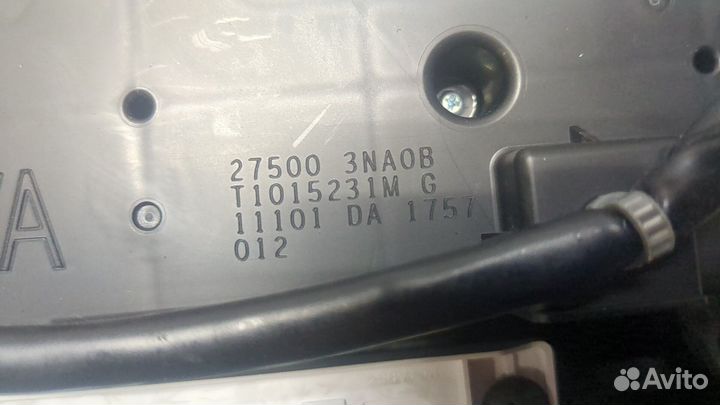 27500 3NA0B
T1015231M G
11101 DA 1757
012
Avito